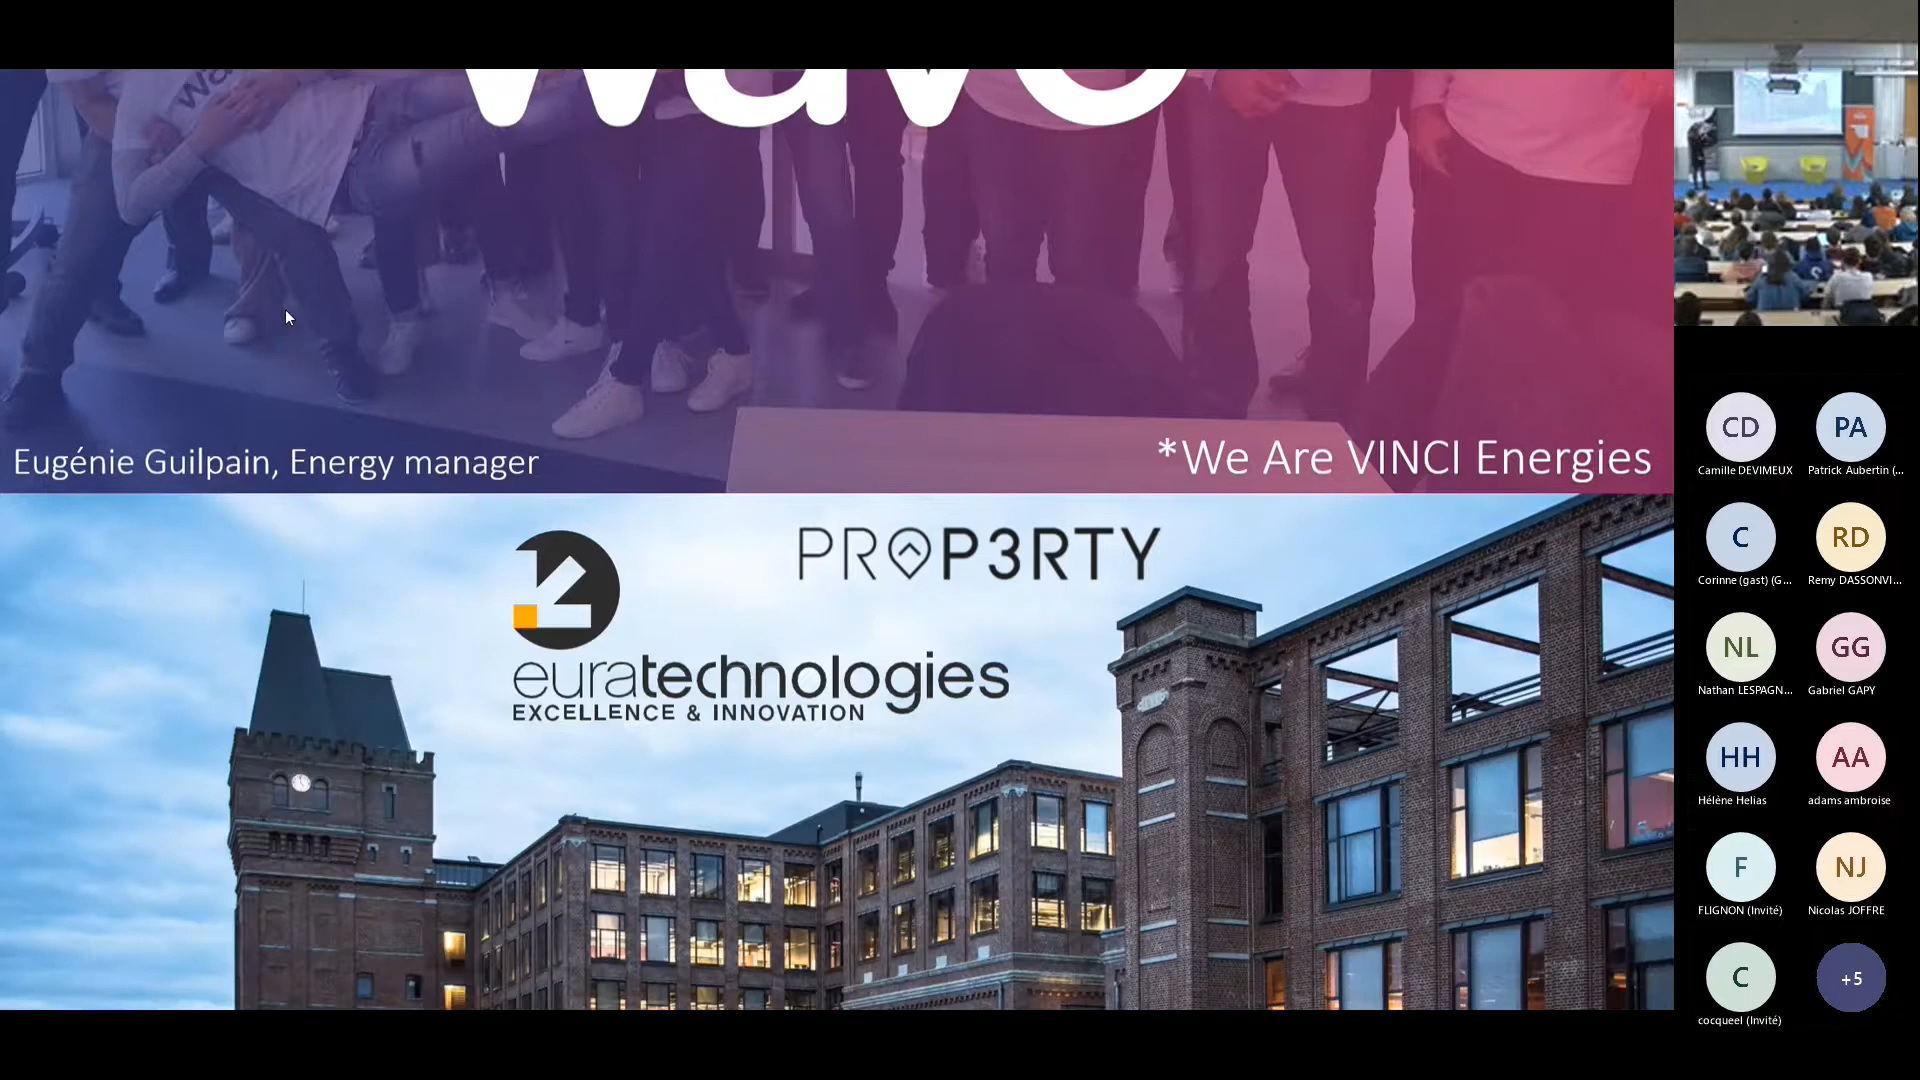 wave
Eugénie Guilpain, Energy manager
*We Are VINCI Energies
PROP3RTY
euratechnologies
EXCELLENCE & INNOVATION
CD
PA
Camille DEVIMEUX
Patrick Aubertin (...
C
RD
Corinne (gast) (G...
Remy DASSONVI...
NL
GG
Nathan LESPAGN...
Gabriel GAPY
HH
AA
Hélène Helias
adams ambroise
F
NJ
FLIGNON (Invité)
Nicolas JOFFRE
C
+5
cocqueel (Invité)